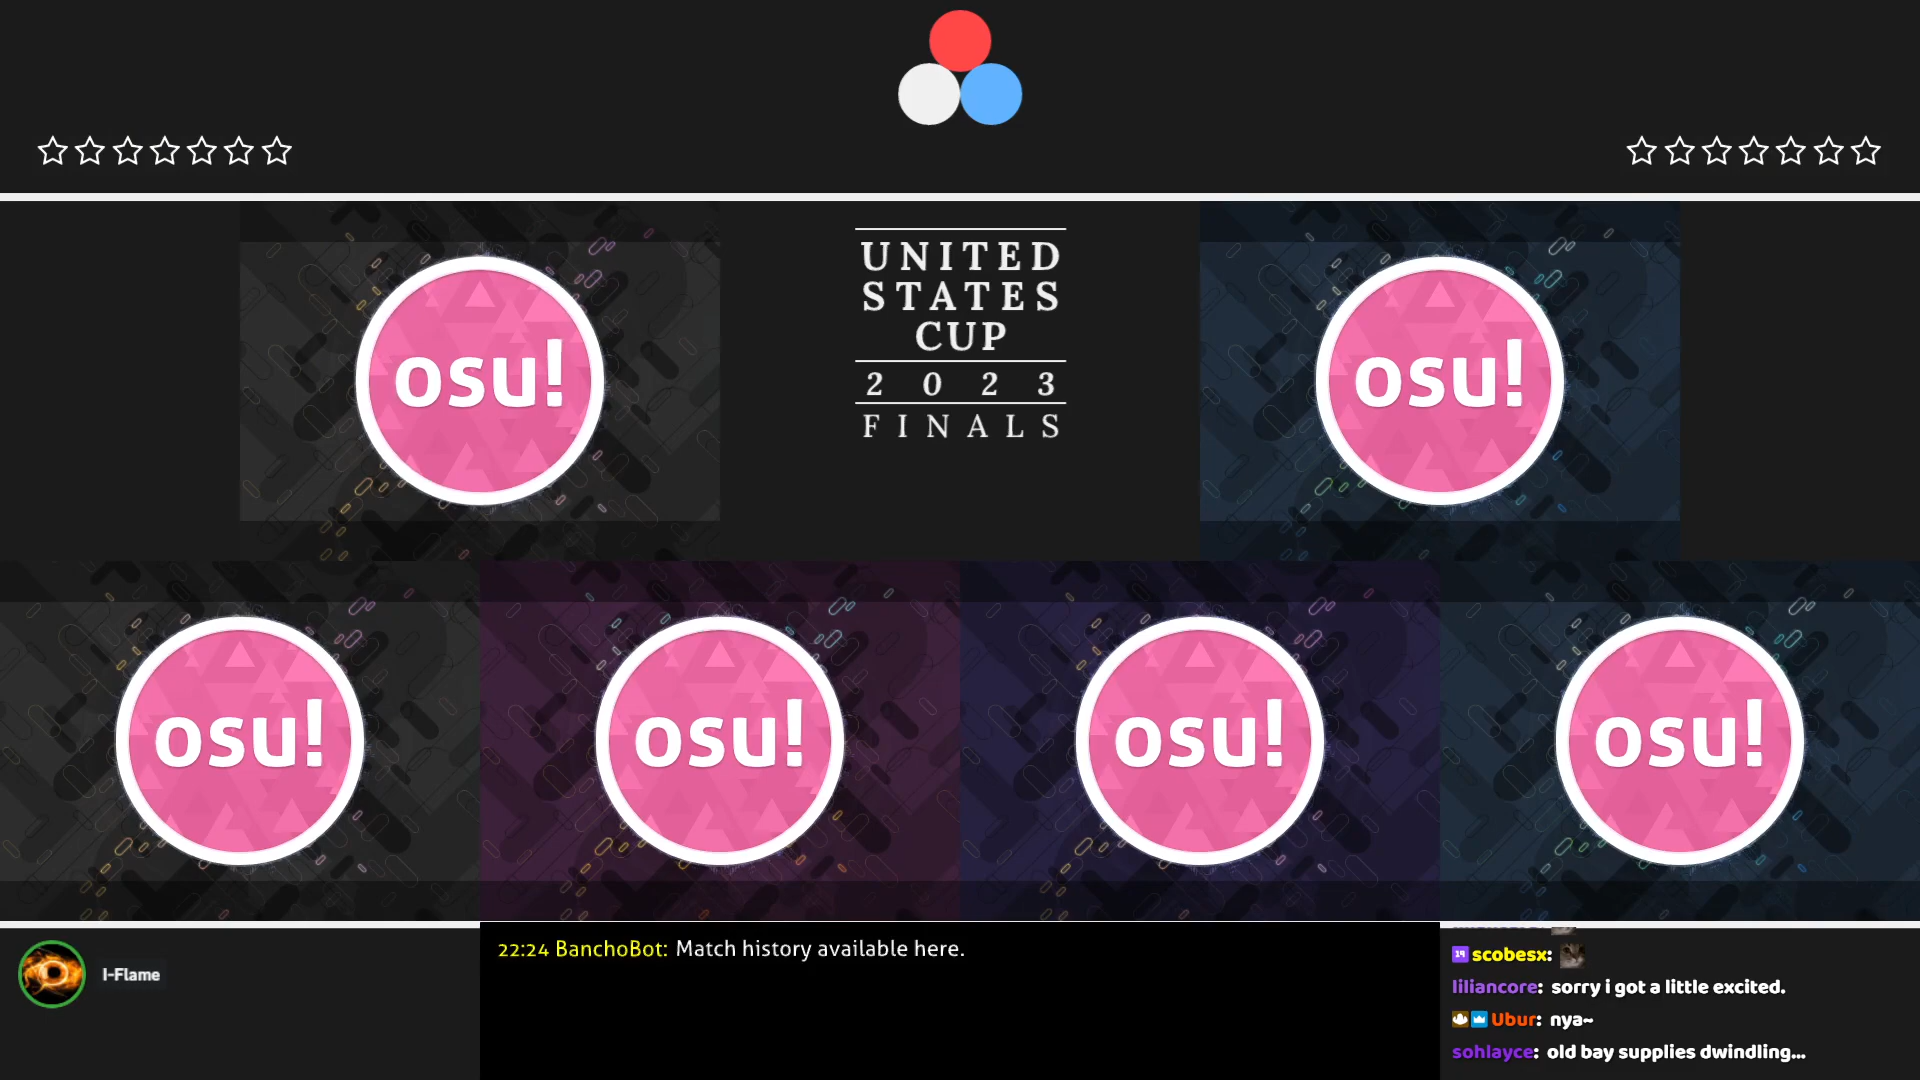 UNITED
STATES
CUP
2 0 2 3
FINALS
osu!
osu!
osu!
osu!
osu!
osu!
I-Flame
22:24 BanchoBot: Match history available here.
19 scobesx:
liliancore: sorry i got a little excited.
Ubur: nya~
sohlayce: old bay supplies dwindling...